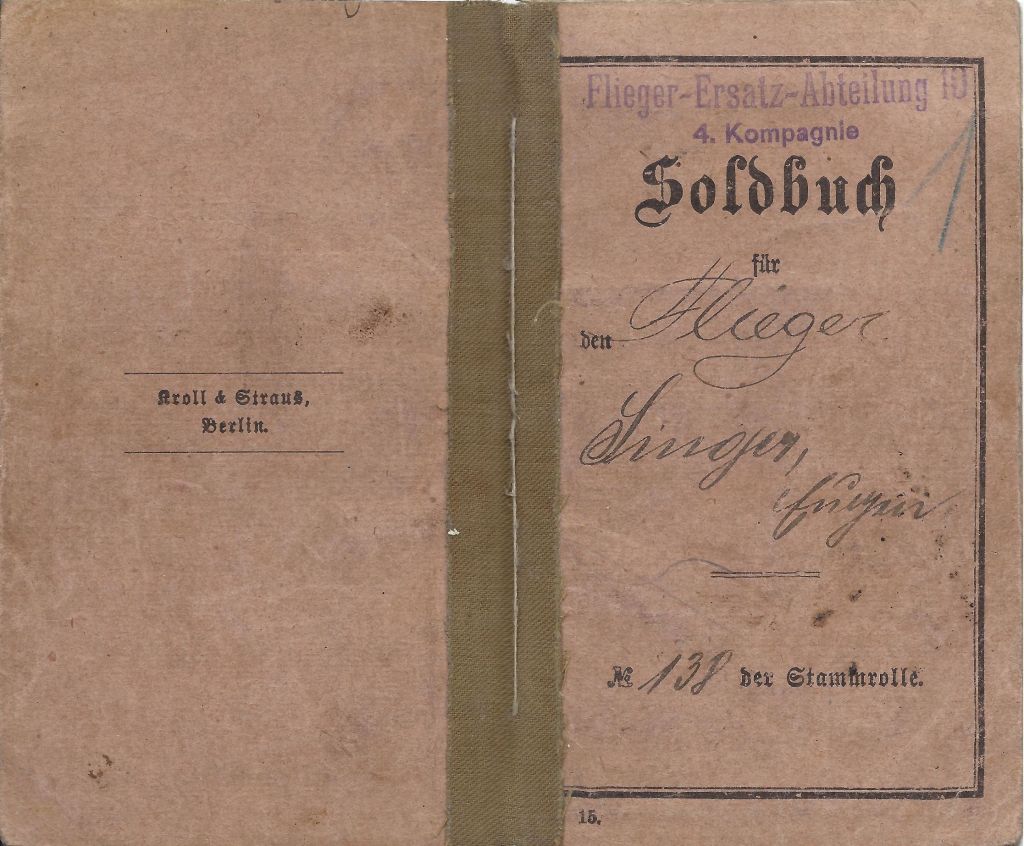 Kroll & Straus,
Berlin.
Flieger-Ersatz-Abteilung 10
4. Kompagnie
Soldbuch
für
den Flieger
Singer,
Eugen
№ 138 der Stammrolle.
15.